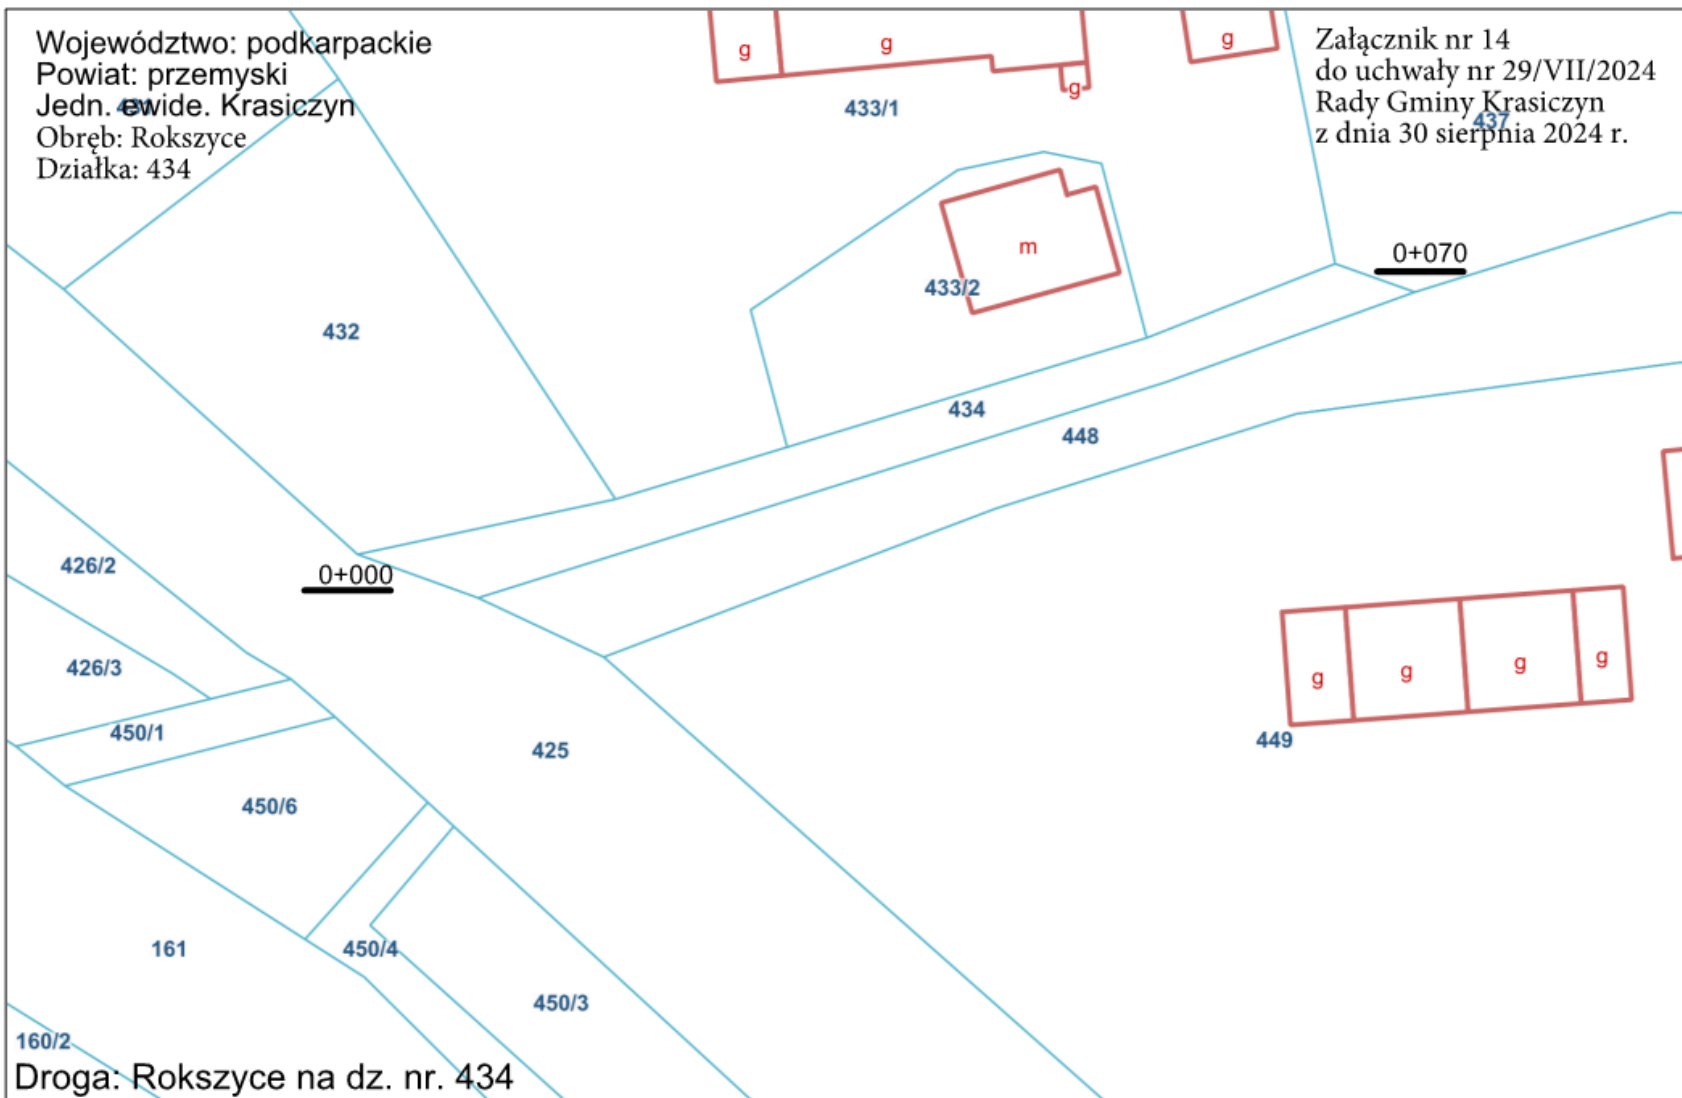 Województwo: podkarpackie
Powiat: przemyski
Jedn. ewide. Krasiczyn
Obręb: Rokszyce
Działka: 434
Załącznik nr 14
do uchwały nr 29/VII/2024
Rady Gminy Krasiczyn
z dnia 30 sierpnia 2024 r.
g
g
g
g
433/1
437
m
433/2
0+070
432
434
448
426/2
0+000
426/3
450/1
425
g
g
g
g
449
450/6
161
450/4
450/3
160/2
Droga: Rokszyce na dz. nr. 434